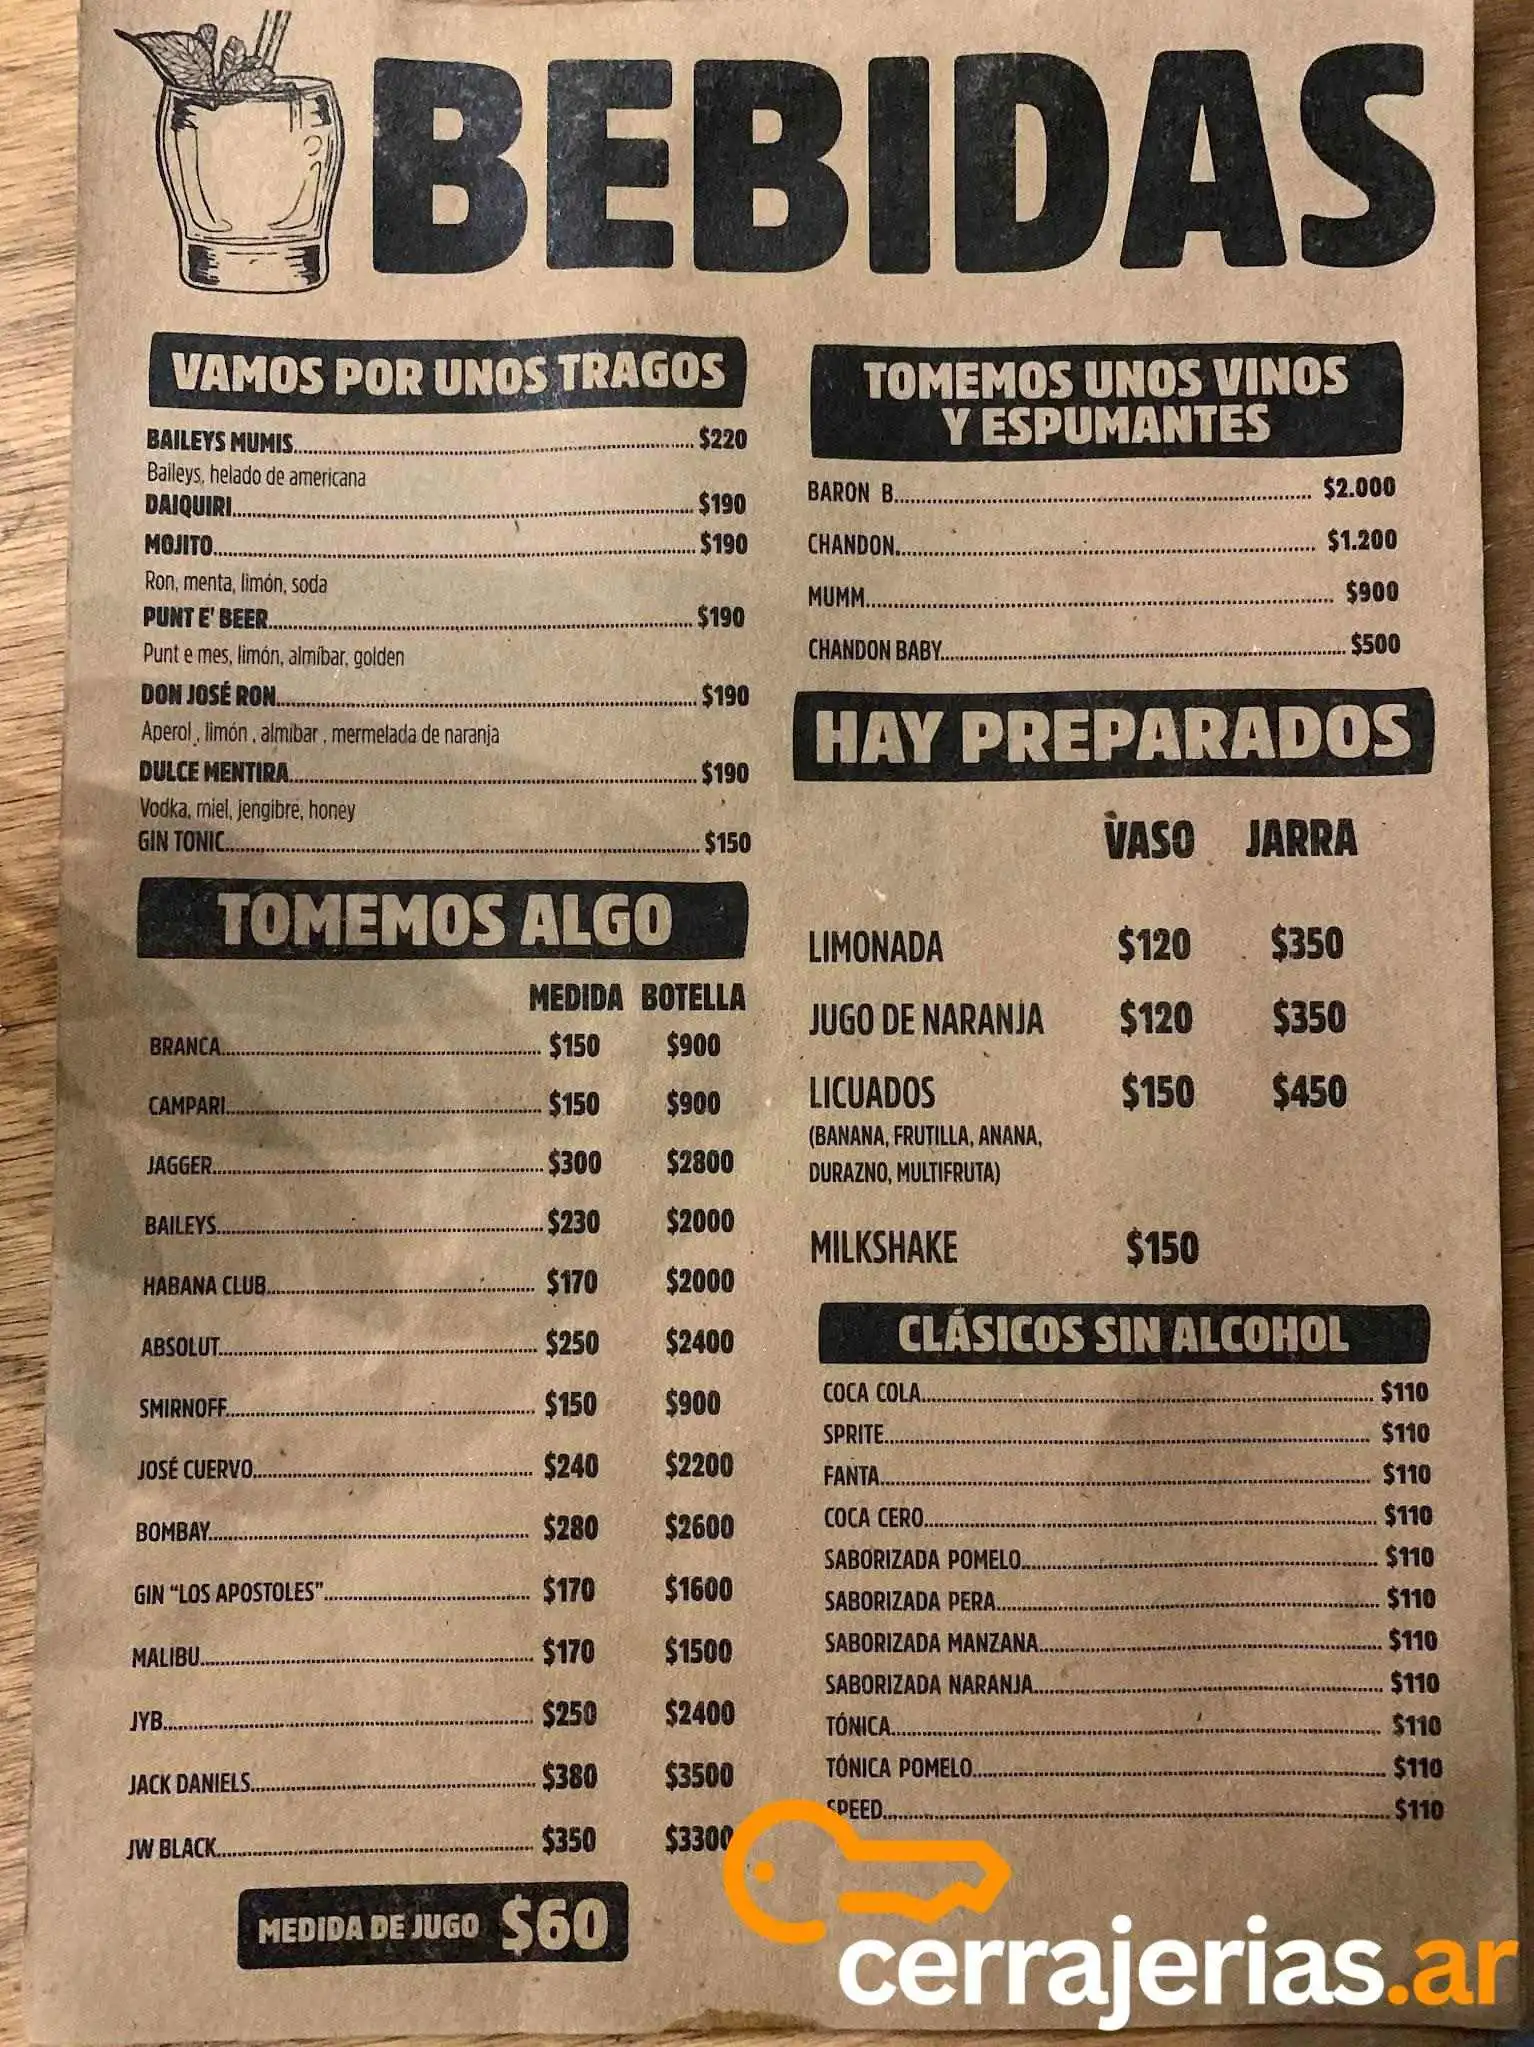 BEBIDAS
VAMOS POR UNOS TRAGOS
BAILEYS MUMIS $220
Baileys, helado de americana
DAIQUIRI $190
MOJITO $190
Ron, menta, limón, soda
PUNT E' BEER $190
Punt e mes, limón, almíbar, golden
DON JOSÉ RON $190
Aperol , limón , almíbar , mermelada de naranja
DULCE MENTIRA $190
Vodka, miel, jengibre, honey
GIN TONIC $150
TOMEMOS ALGO
MEDIDA BOTELLA
BRANCA $150 $900
CAMPARI $150 $900
JAGGER $300 $2800
BAILEYS $230 $2000
HABANA CLUB $170 $2000
ABSOLUT $250 $2400
SMIRNOFF $150 $900
JOSÉ CUERVO $240 $2200
BOMBAY $280 $2600
GIN “LOS APOSTOLES” $170 $1600
MALIBU $170 $1500
JYB $250 $2400
JACK DANIELS $380 $3500
JW BLACK $350 $3300
MEDIDA DE JUGO $60
TOMEMOS UNOS VINOS
Y ESPUMANTES
BARON B $2.000
CHANDON $1.200
MUMM $900
CHANDON BABY $500
HAY PREPARADOS
VASO JARRA
LIMONADA $120 $350
JUGO DE NARANJA $120 $350
LICUADOS $150 $450
(BANANA, FRUTILLA, ANANA,
DURAZNO, MULTIFRUTA)
MILKSHAKE $150
CLÁSICOS SIN ALCOHOL
COCA COLA $110
SPRITE $110
FANTA $110
COCA CERO $110
SABORIZADA POMELO $110
SABORIZADA PERA $110
SABORIZADA MANZANA $110
SABORIZADA NARANJA $110
TÓNICA $110
TÓNICA POMELO $110
SPEED $110
cerrajerias.ar